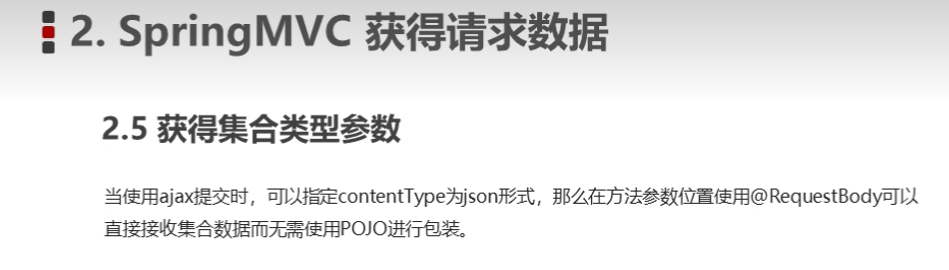 2. SpringMVC 获得请求数据
2.5 获得集合类型参数
当使用ajax提交时，可以指定contentType为json形式，那么在方法参数位置使用@RequestBody可以
直接接收集合数据而无需使用POJO进行包装。